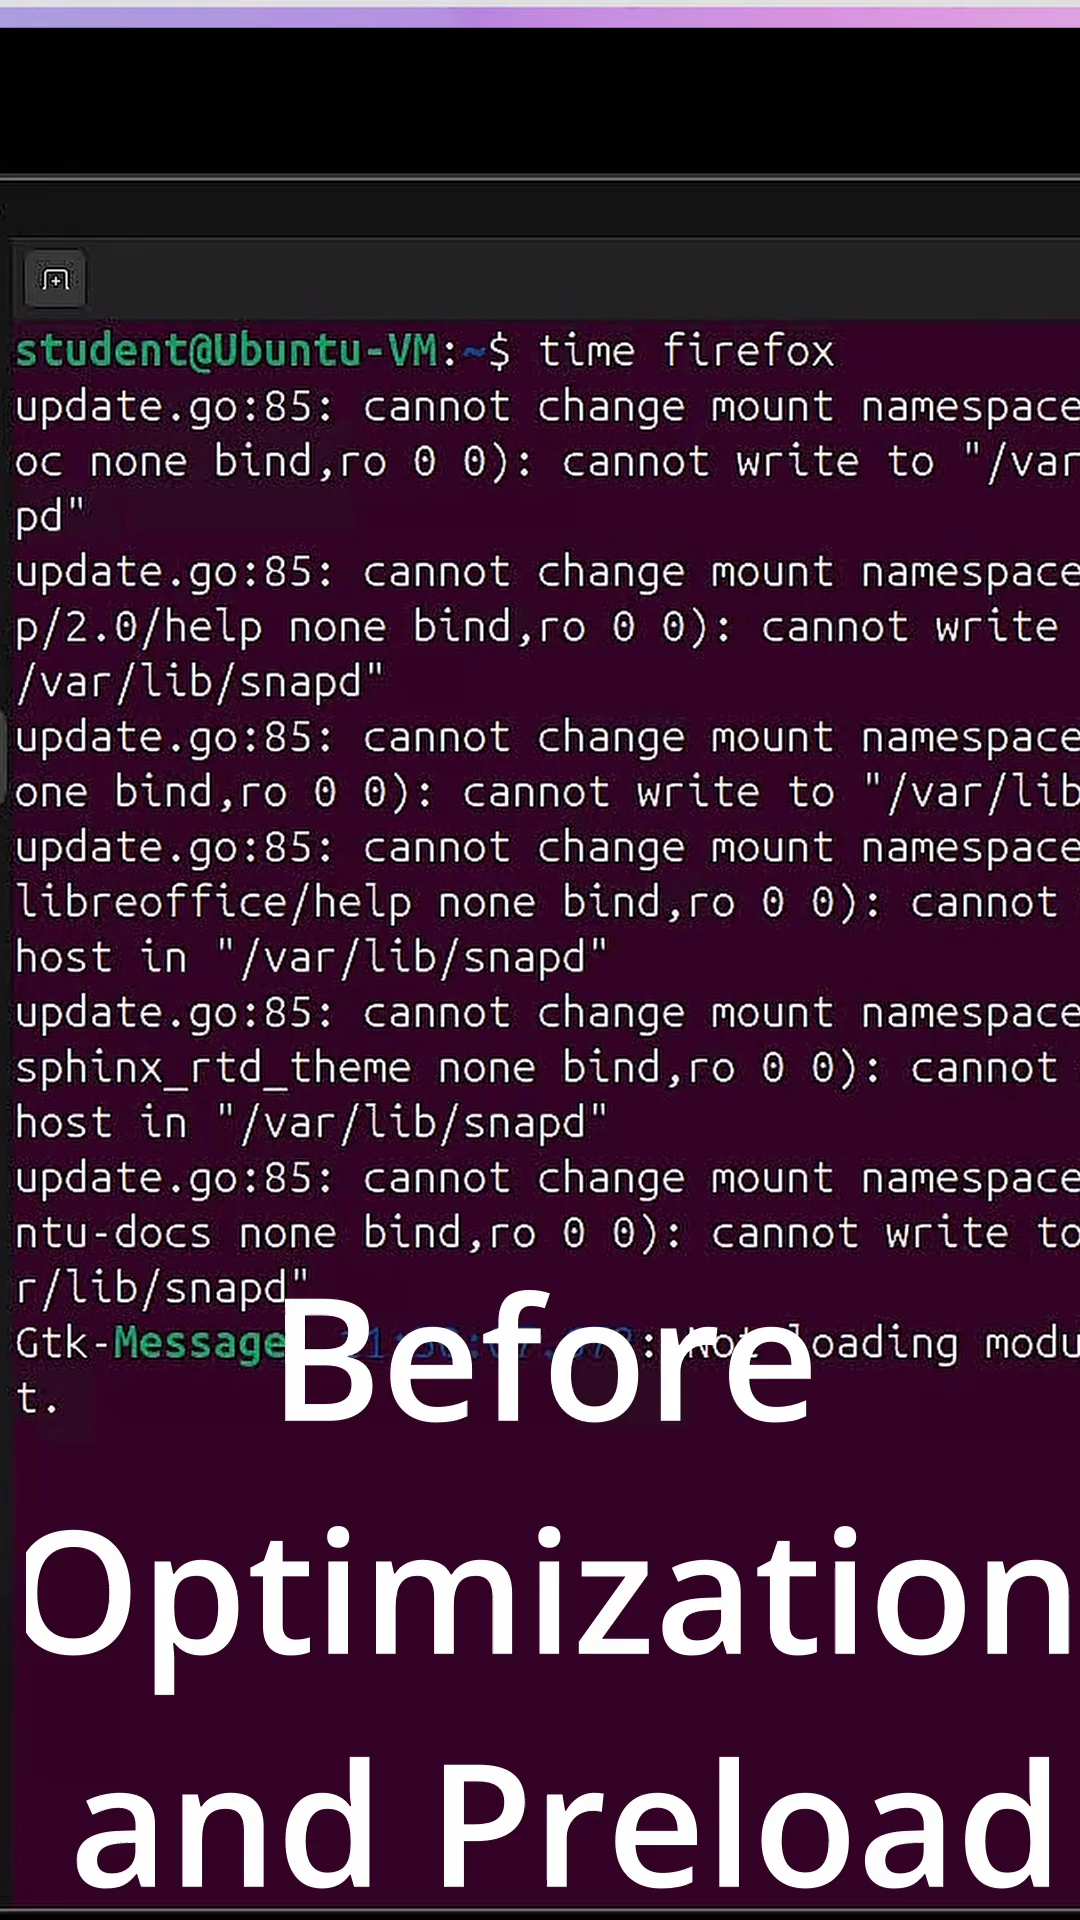 student@Ubuntu-VM:~$ time firefox
update.go:85: cannot change mount namespace
oc none bind,ro 0 0): cannot write to "/var
pd"
update.go:85: cannot change mount namespace
p/2.0/help none bind,ro 0 0): cannot write
/var/lib/snapd"
update.go:85: cannot change mount namespace
one bind,ro 0 0): cannot write to "/var/lib
update.go:85: cannot change mount namespace
libreoffice/help none bind,ro 0 0): cannot
host in "/var/lib/snapd"
update.go:85: cannot change mount namespace
sphinx_rtd_theme none bind,ro 0 0): cannot
host in "/var/lib/snapd"
update.go:85: cannot change mount namespace
ntu-docs none bind,ro 0 0): cannot write to
r/lib/snapd"
Gtk-Message : Not loading modu
t.
Before
Optimization
and Preload